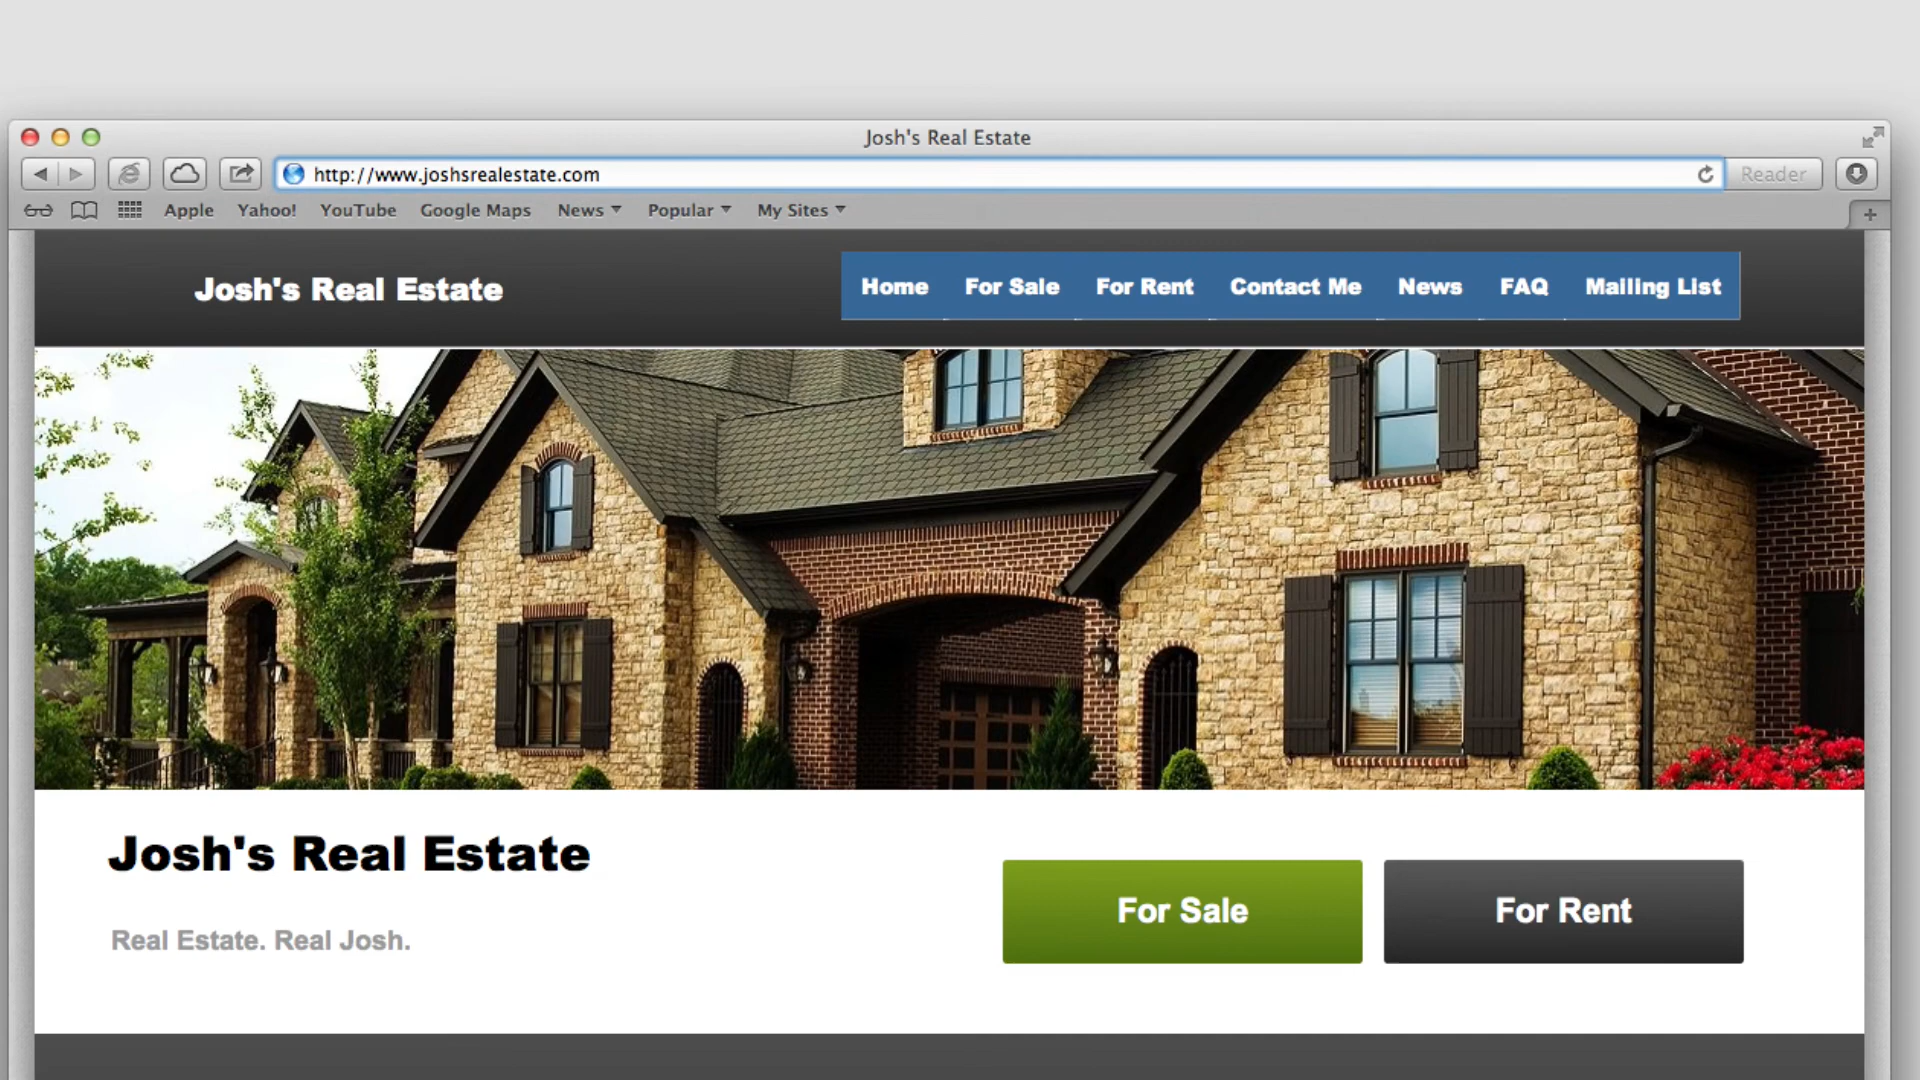 Josh's Real Estate
http://www.joshsrealestate.com
Reader
Apple Yahoo! YouTube Google Maps News Popular My Sites
Josh's Real Estate
Home For Sale For Rent Contact Me News FAQ Mailing List
Josh's Real Estate
Real Estate. Real Josh.
For Sale
For Rent